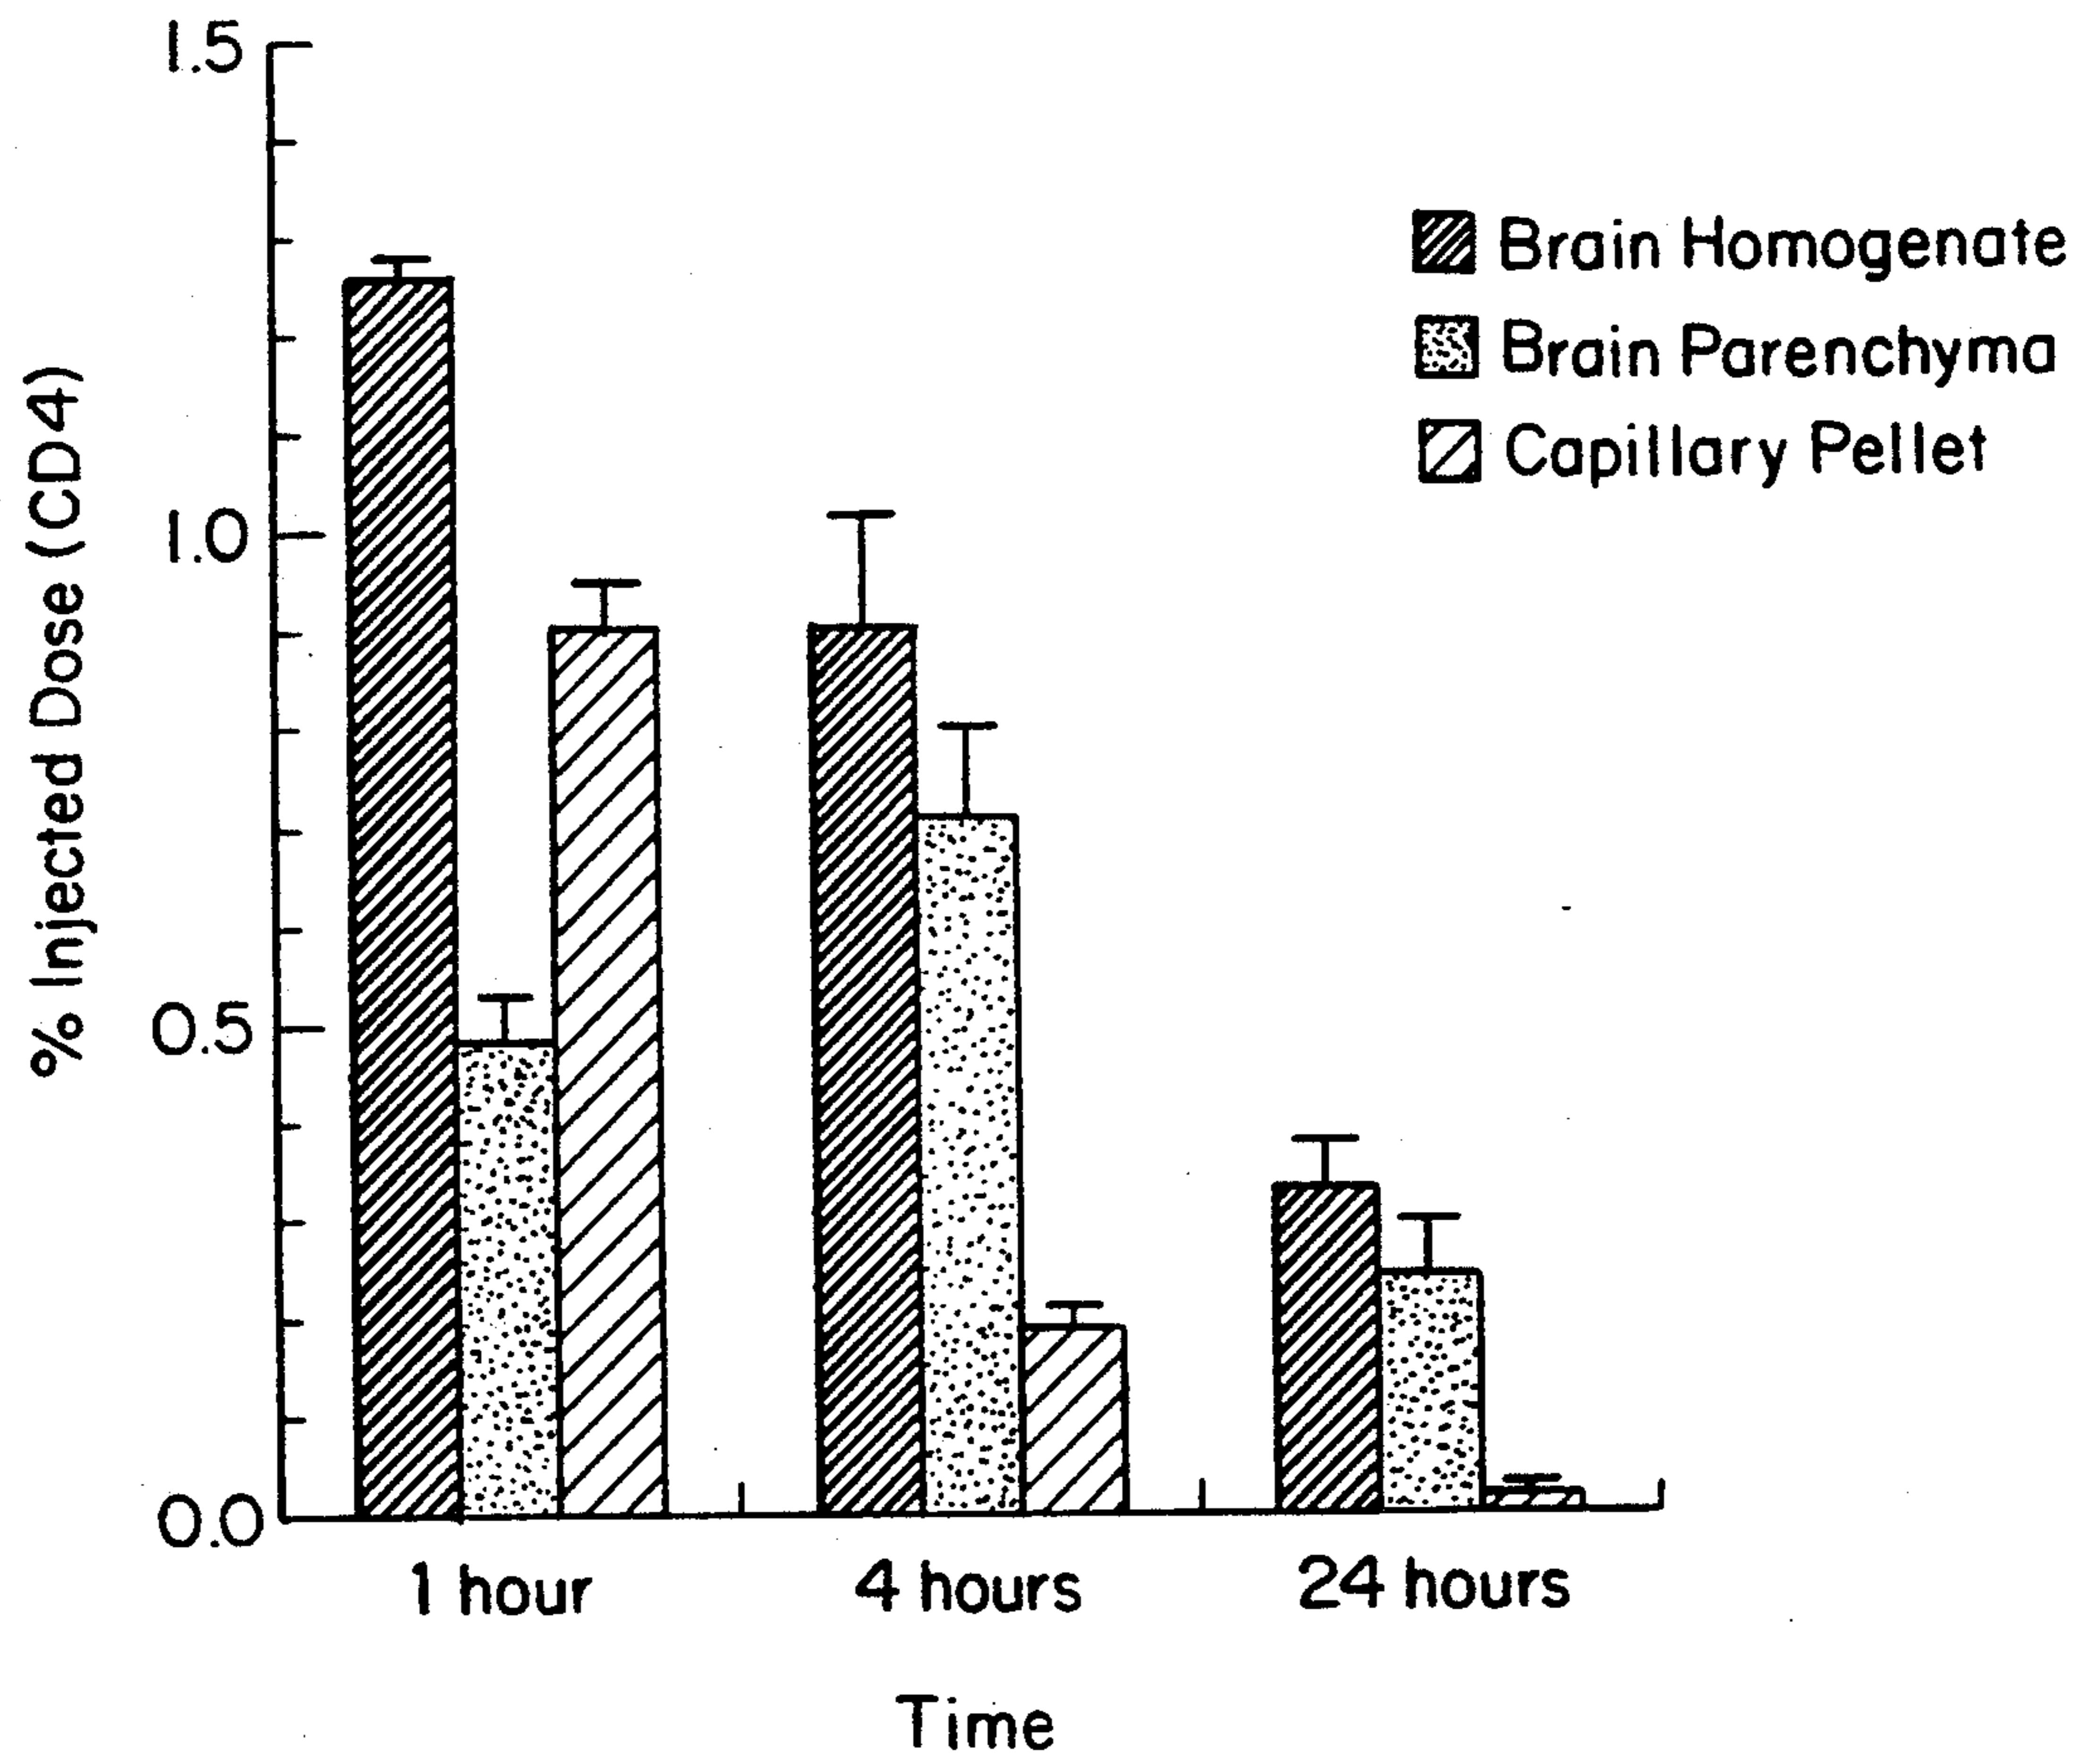 % Injected Dose (CD4)
1.5
1.0
0.5
0.0
Brain Homogenate
Brain Parenchyma
Capillary Pellet
1 hour
4 hours
24 hours
Time